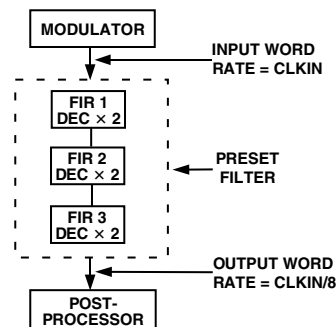 MODULATOR
INPUT WORD
RATE = CLKIN
FIR 1
DEC × 2
FIR 2
DEC × 2
PRESET
FILTER
FIR 3
DEC × 2
OUTPUT WORD
RATE = CLKIN/8
POST-
PROCESSOR